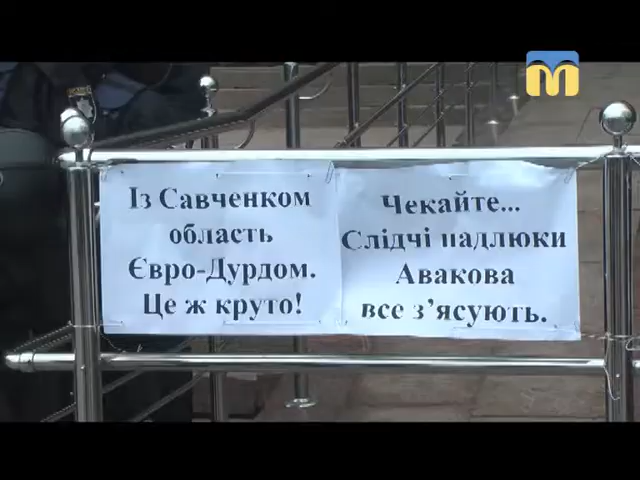 Із Савченком
область
Євро-Дурдом.
Це ж круто!
Чекайте...
Слідчі падлюки
Авакова
все з’ясують.